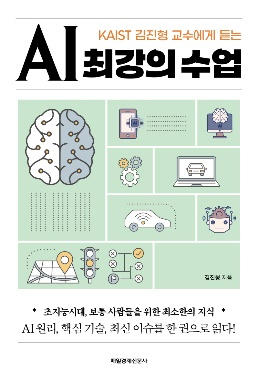 KAIST 김진형 교수에게 듣는
AI 최강의 수업
김진형 지음
초지능시대, 보통 사람들을 위한 최소한의 지식
AI 원리, 핵심 기술, 최신 이슈를 한 권으로 읽다!
매일경제신문사